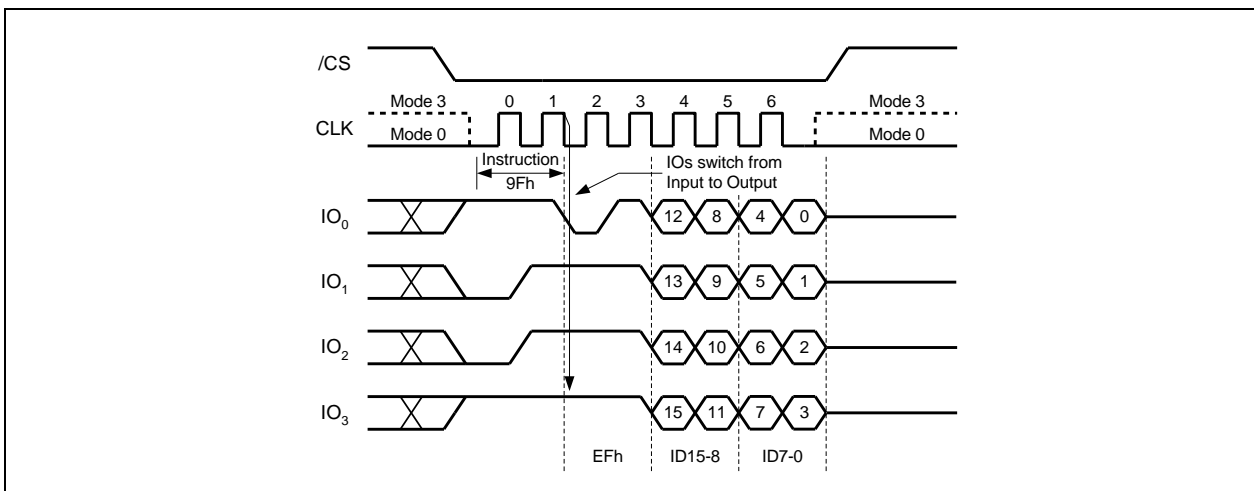 /CS
Mode 3 0 1 2 3 4 5 6 Mode 3
CLK
Mode 0 Mode 0
Instruction
9Fh
IOs switch from
Input to Output
IO0 12 8 4 0
IO1 13 9 5 1
IO2 14 10 6 2
IO3 15 11 7 3
EFh ID15-8 ID7-0